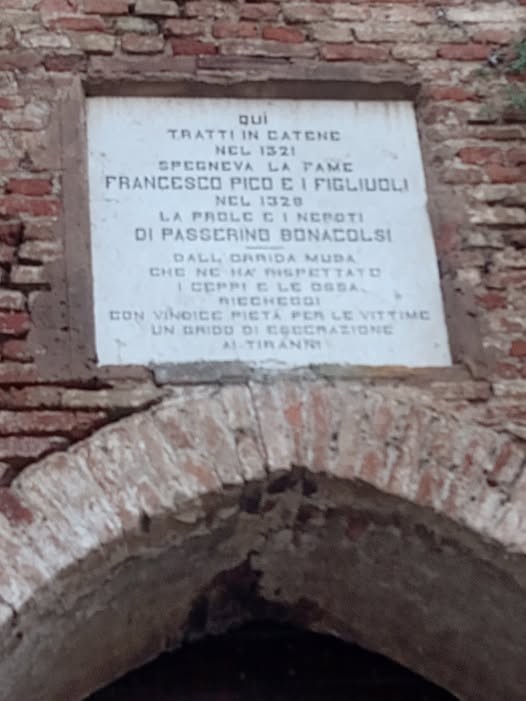 QUI
TRATTI IN CATENE
NEL 1321
SPEGNEVA LA FAME
FRANCESCO PICO E I FIGLIUOLI
NEL 1328
LA PROLE E I NEPOTI
DI PASSERINO BONACOLSI
DALL'ORRIDA MUDA
CHE NE HA' RISPETTATO
I CEPPI E LE OSSA
RIECHEGGI
CON VINDICE PIETÀ PER LE VITTIME
UN GRIDO DI ESECRAZIONE
AI TIRANNI